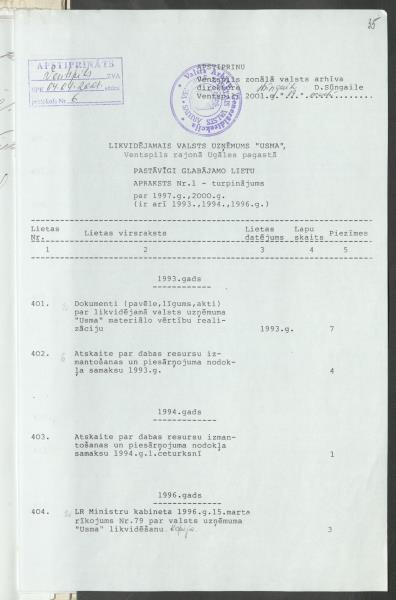 35
APSTIPRINĀTS
Ventspils ZVA
EPK 04.04.2001. sēdes
protokols Nr. 6
APSTIPRINU
Ventspils zonālā valsts arhīva
direktore D.Sūngaile
Ventspilī 2001.g.
LIKVIDĒJAMAIS VALSTS UZŅĒMUMS "USMA",
Ventspils rajonā Ugāles pagastā
PASTĀVĪGI GLABĀJAMO LIETU
APRAKSTS Nr.1 - turpinājums
par 1997.g.,2000.g.
(ir arī 1993.,1994.,1996.g.)
Lietas Nr. Lietas virsraksts Lietas datējums Lapu skaits Piezīmes
1 2 3 4 5
1993.gads
401. Dokumenti (pavēle,līgums,akti)
par likvidējamā valsts uzņēmuma
"Usma" materiālo vērtību reali-
zāciju 1993.g. 7
402. Atskaite par dabas resursu iz-
mantošanas un piesārņojuma nodok-
ļa samaksu 1993.g. 4
1994.gads
403. Atskaite par dabas resursu izman-
tošanas un piesārņojuma nodokļa
samaksu 1994.g.1.ceturksnī 1
1996.gads
404. LR Ministru kabineta 1996.g.15.marta
rīkojums Nr.79 par valsts uzņēmuma
"Usma" likvidēšanu. kopija 3